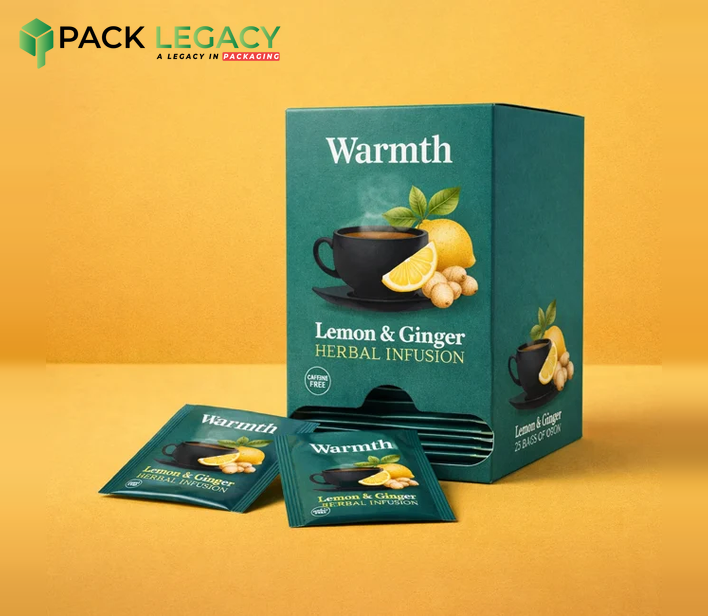 PACK LEGACY
A LEGACY IN PACKAGING
Warmth
Lemon & Ginger
HERBAL INFUSION
CAFFEINE
FREE
Lemon & Ginger
Warmth
Lemon & Ginger
HERBAL INFUSION
Warmth
Lemon & Ginger
HERBAL INFUSION